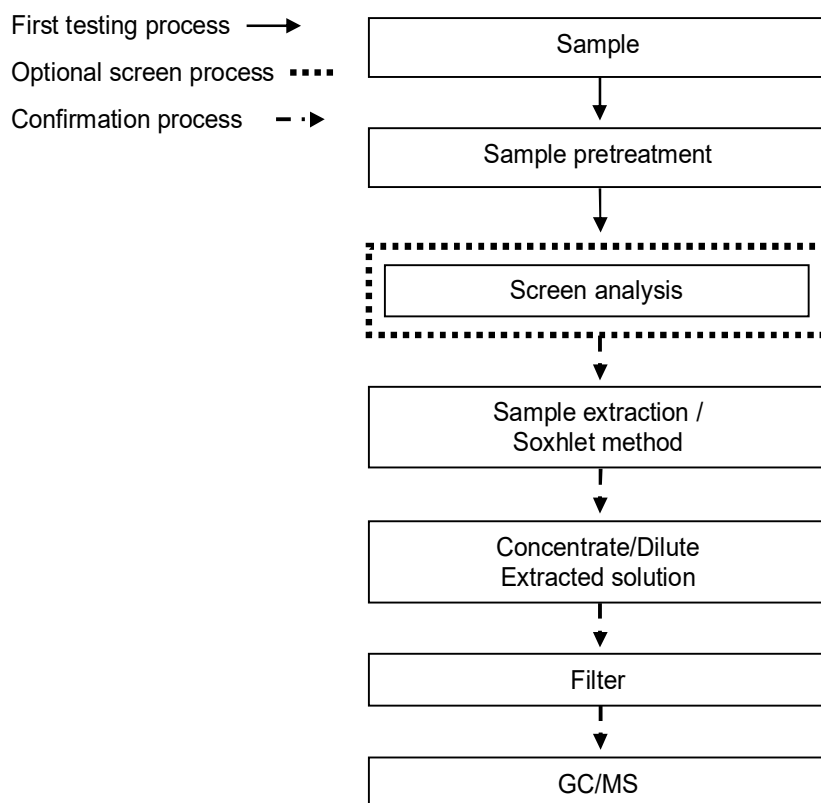 First testing process
Optional screen process
Confirmation process
Sample
Sample pretreatment
Screen analysis
Sample extraction /
Soxhlet method
Concentrate/Dilute
Extracted solution
Filter
GC/MS